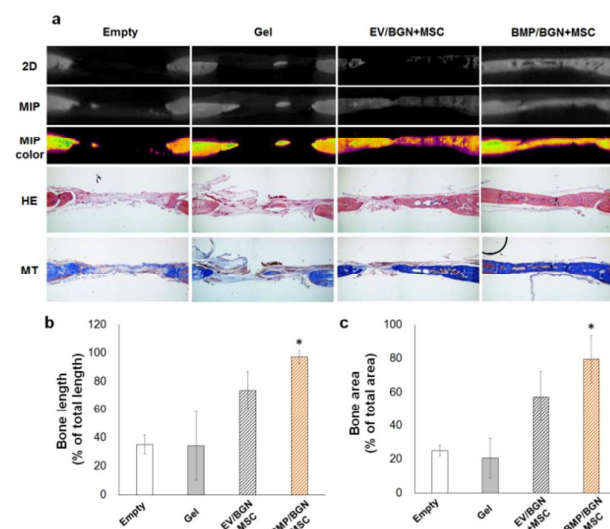 a
Empty
Gel
EV/BGN+MSC
BMP/BGN+MSC
2D
MIP
MIP
color
HE
MT
b
Bone length
(% of total length)
120
100
80
60
40
20
0
*
Empty
Gel
EV/BGN
+MSC
BMP/BGN
+MSC
c
Bone area
(% of total area)
100
80
60
40
20
0
*
Empty
Gel
EV/BGN
+MSC
BMP/BGN
+MSC